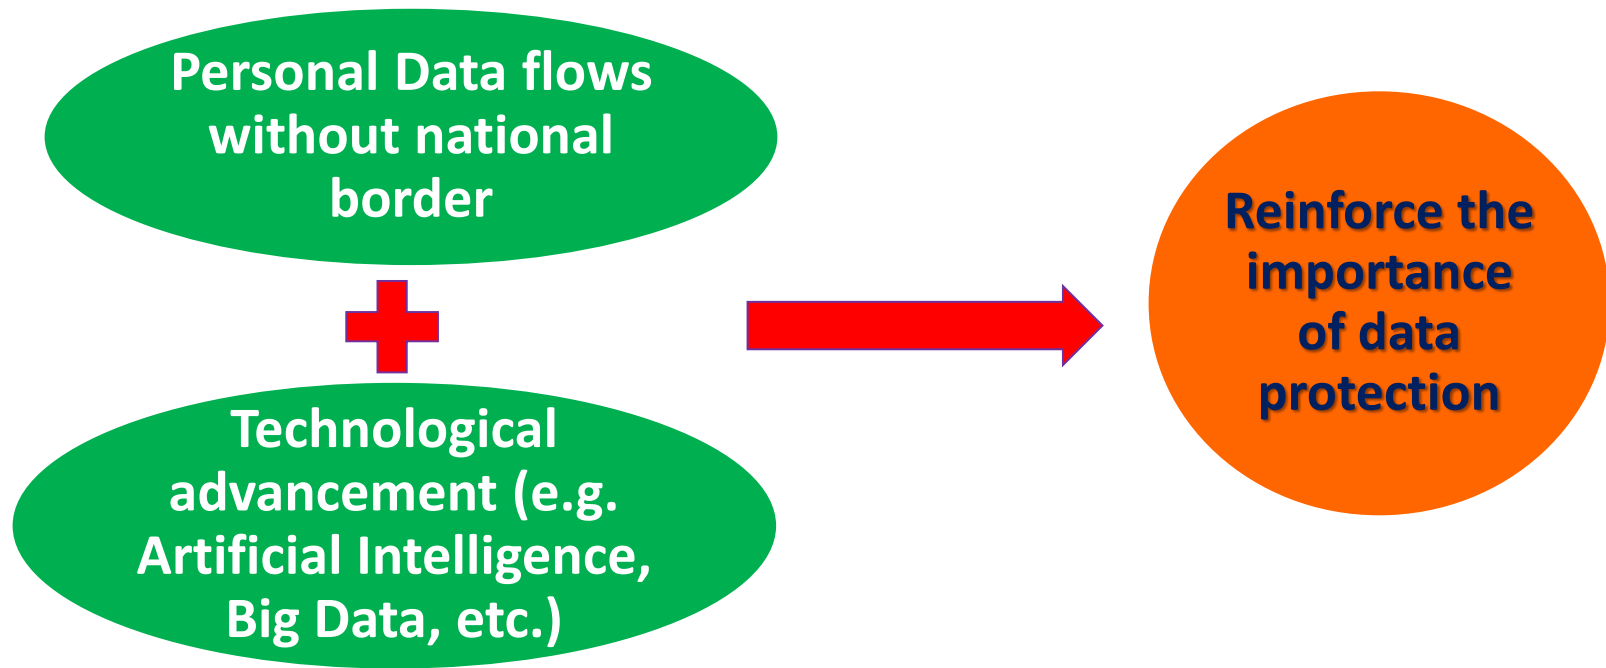 Personal Data flows
without national
border
Technological
advancement (e.g.
Artificial Intelligence,
Big Data, etc.)
Reinforce the
importance
of data
protection